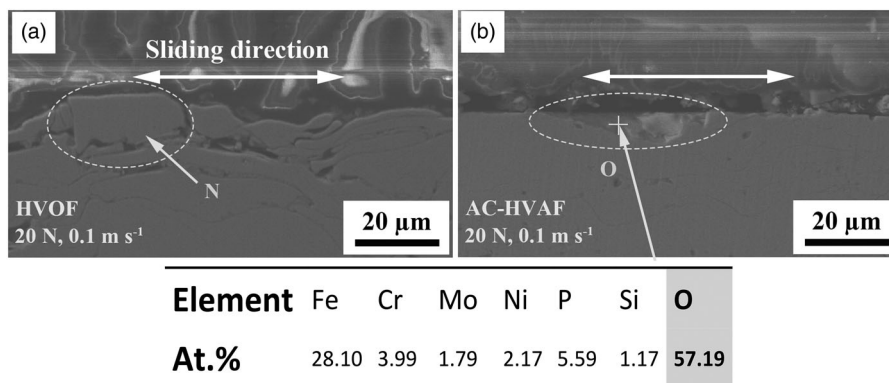 (a)
Sliding direction
N
HVOF
20 N, 0.1 m s⁻¹
20 µm
(b)
O
AC-HVAF
20 N, 0.1 m s⁻¹
20 µm
Element Fe Cr Mo Ni P Si O
At.% 28.10 3.99 1.79 2.17 5.59 1.17 57.19